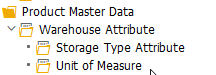 Product Master Data
Warehouse Attribute
Storage Type Attribute
Unit of Measure